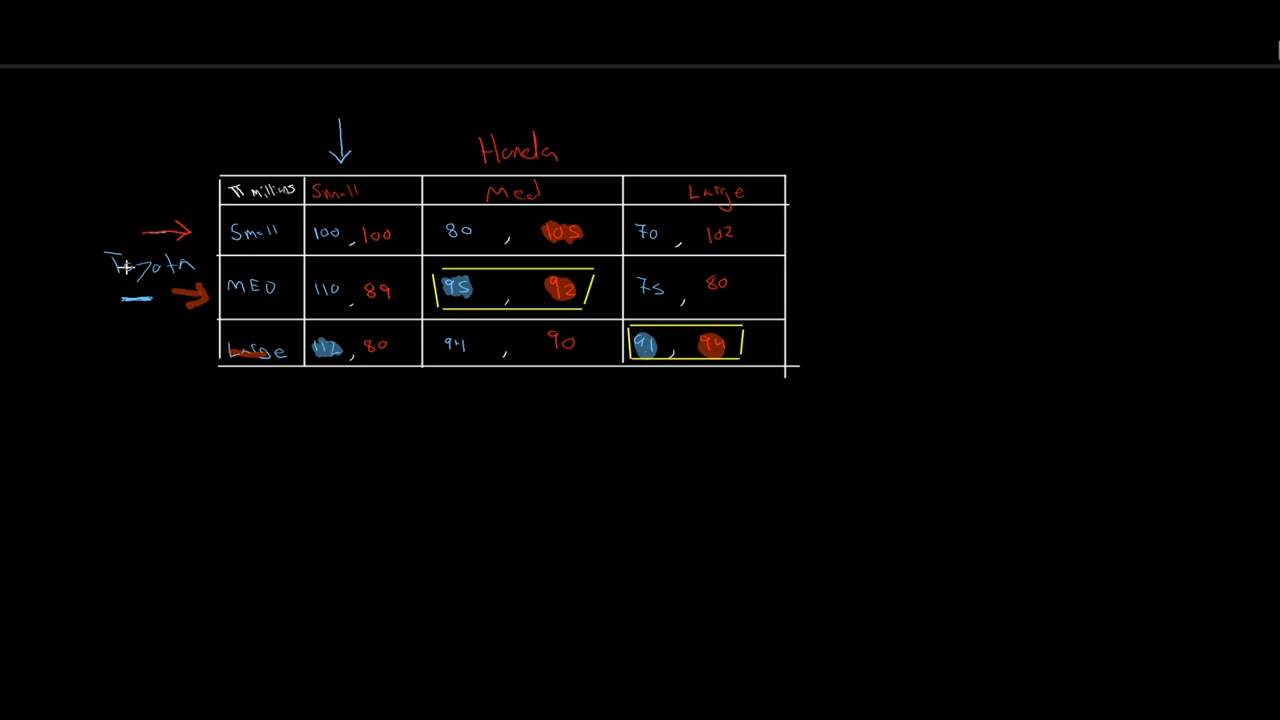 Honda
π millions Small Med Large
Small 100 , 100 80 , 105 70 , 102
Toyota
MED 110 , 89 95 , 92 75 , 80
Large 112 , 80 94 , 90 91 , 94